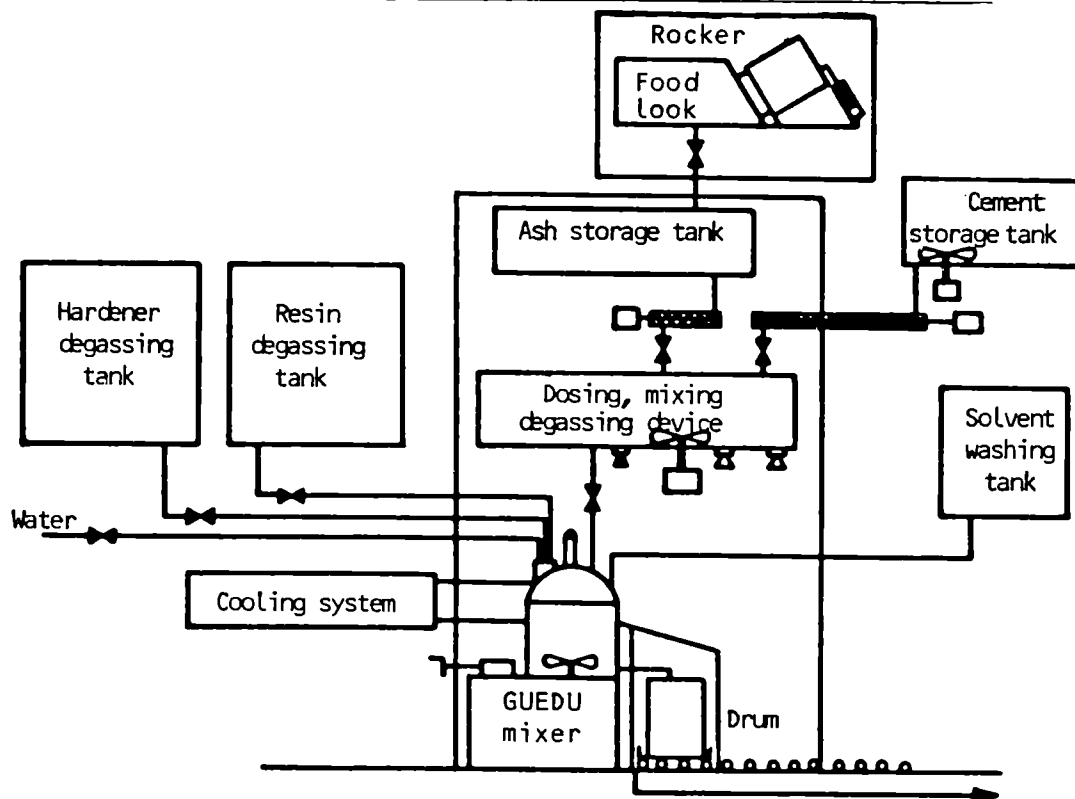 Rocker
Food
look
Ash storage tank
Cement
storage tank
Hardener
degassing
tank
Resin
degassing
tank
Dosing, mixing
degassing device
Solvent
washing
tank
Water
Cooling system
GUEDU
mixer
Drum